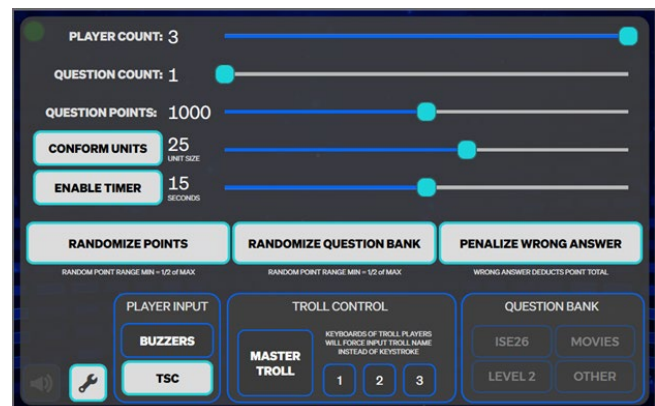 PLAYER COUNT: 3
QUESTION COUNT: 1
QUESTION POINTS: 1000
CONFORM UNITS 25
UNIT SIZE
ENABLE TIMER 15
SECONDS
RANDOMIZE POINTS RANDOMIZE QUESTION BANK PENALIZE WRONG ANSWER
RANDOM POINT RANGE MIN = 1/2 of MAX RANDOM POINT RANGE MIN = 1/2 of MAX WRONG ANSWER DEDUCTS POINT TOTAL
PLAYER INPUT
BUZZERS
TSC
TROLL CONTROL
MASTER
TROLL
KEYBOARDS OF TROLL PLAYERS
WILL FORCE INPUT TROLL NAME
INSTEAD OF KEYSTROKE
1 2 3
QUESTION BANK
ISE26 MOVIES
LEVEL 2 OTHER